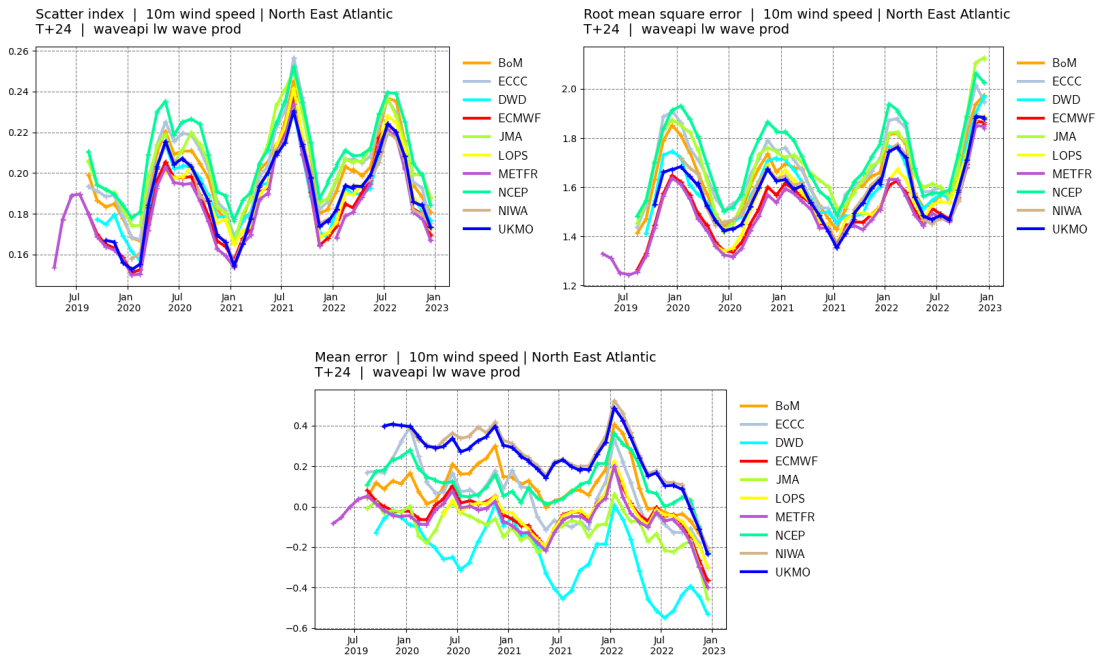 Scatter index | 10m wind speed | North East Atlantic
T+24 | waveapi lw wave prod
0.26
0.24
0.22
0.20
0.18
0.16
Jul 2019
Jan 2020
Jul 2020
Jan 2021
Jul 2021
Jan 2022
Jul 2022
Jan 2023
BoM
ECCC
DWD
ECMWF
JMA
LOPS
METFR
NCEP
NIWA
UKMO
Root mean square error | 10m wind speed | North East Atlantic
T+24 | waveapi lw wave prod
2.0
1.8
1.6
1.4
1.2
Jul 2019
Jan 2020
Jul 2020
Jan 2021
Jul 2021
Jan 2022
Jul 2022
Jan 2023
BoM
ECCC
DWD
ECMWF
JMA
LOPS
METFR
NCEP
NIWA
UKMO
Mean error | 10m wind speed | North East Atlantic
T+24 | waveapi lw wave prod
0.4
0.2
0.0
−0.2
−0.4
−0.6
Jul 2019
Jan 2020
Jul 2020
Jan 2021
Jul 2021
Jan 2022
Jul 2022
Jan 2023
BoM
ECCC
DWD
ECMWF
JMA
LOPS
METFR
NCEP
NIWA
UKMO